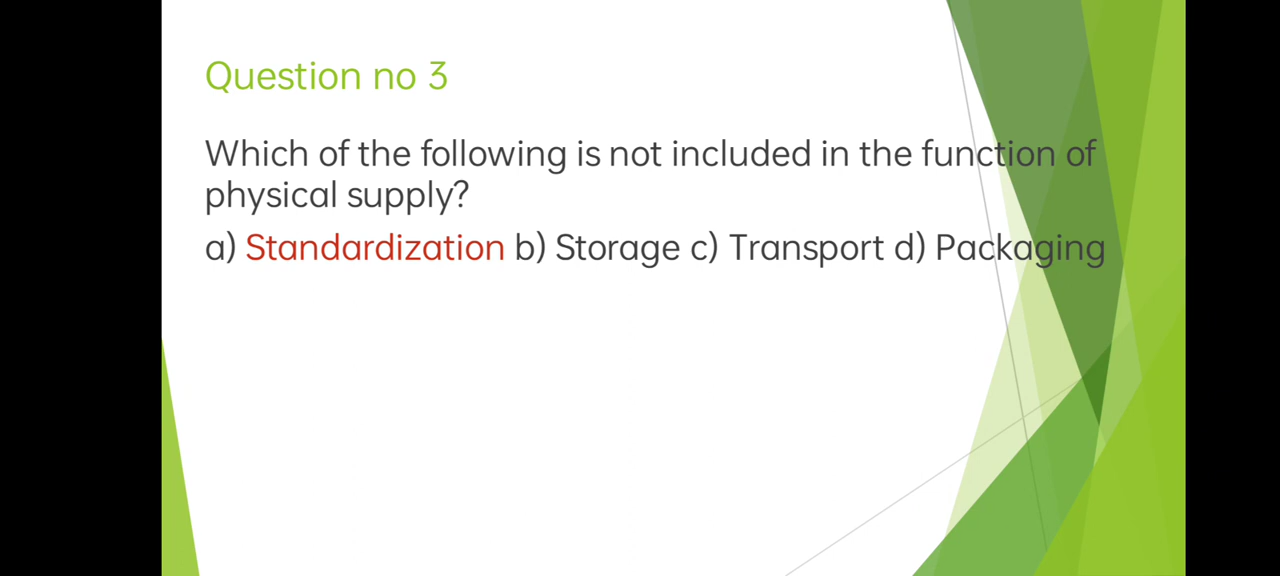 Question no 3
Which of the following is not included in the function of
physical supply?
a) Standardization b) Storage c) Transport d) Packaging